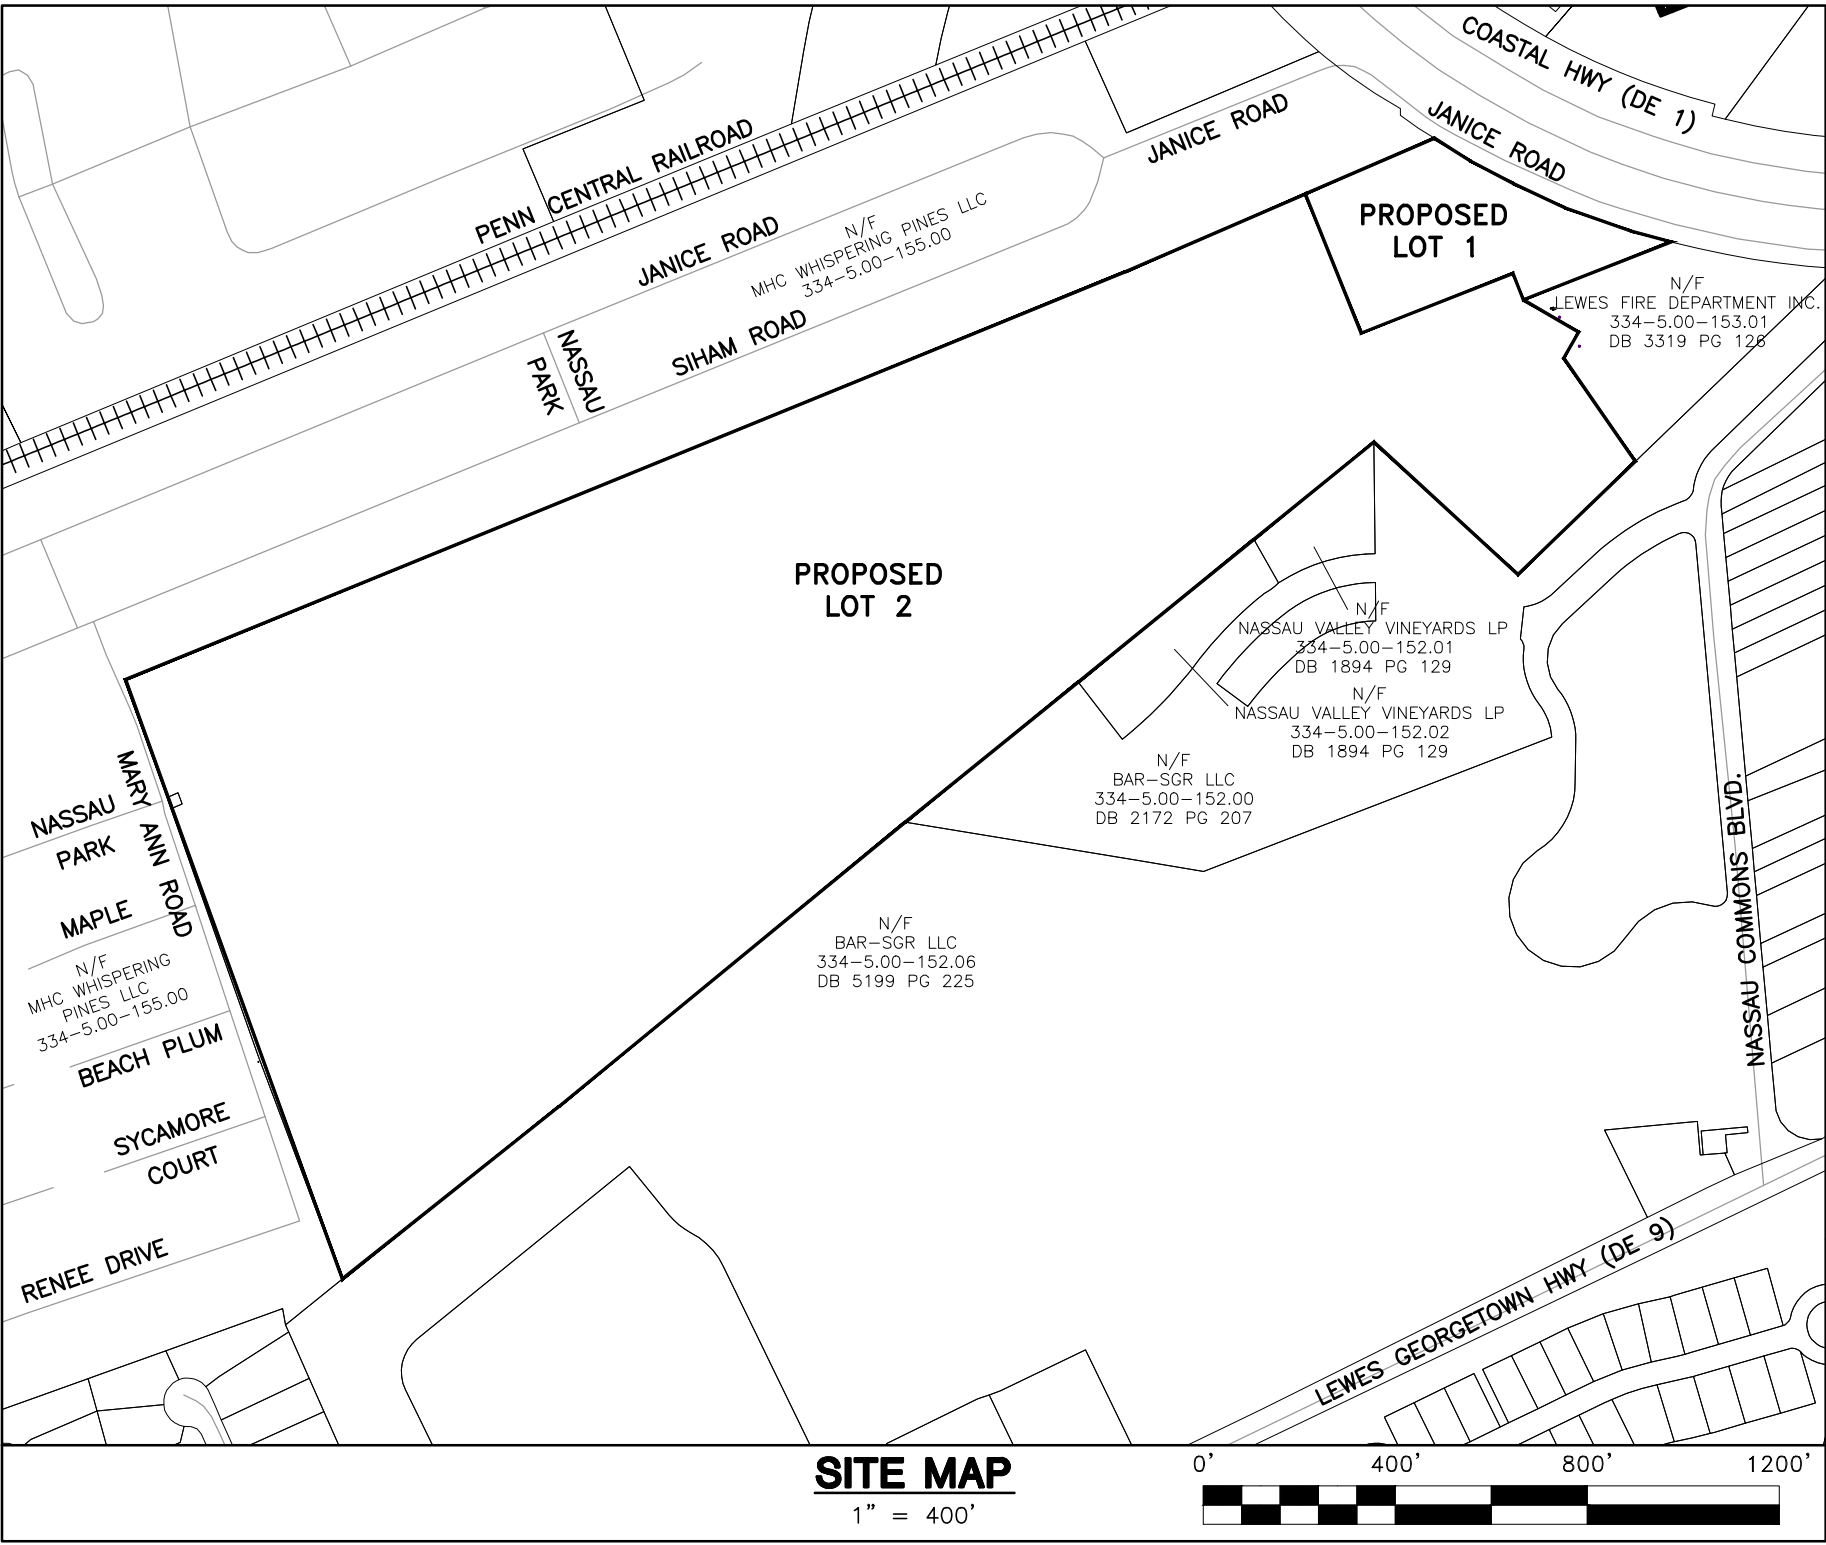 COASTAL HWY (DE 1)
JANICE ROAD
JANICE ROAD
PENN CENTRAL RAILROAD
JANICE ROAD
N/F
MHC WHISPERING PINES LLC
334-5.00-155.00
SIHAM ROAD
NASSAU
PARK
PROPOSED
LOT 1
N/F
LEWES FIRE DEPARTMENT INC.
334-5.00-153.01
DB 3319 PG 126
PROPOSED
LOT 2
N/F
NASSAU VALLEY VINEYARDS LP
334-5.00-152.01
DB 1894 PG 129
N/F
NASSAU VALLEY VINEYARDS LP
334-5.00-152.02
DB 1894 PG 129
N/F
BAR-SGR LLC
334-5.00-152.00
DB 2172 PG 207
N/F
BAR-SGR LLC
334-5.00-152.06
DB 5199 PG 225
MARY ANN ROAD
NASSAU
PARK
MAPLE
N/F
MHC WHISPERING
PINES LLC
334-5.00-155.00
BEACH PLUM
SYCAMORE
COURT
RENEE DRIVE
NASSAU COMMONS BLVD.
LEWES GEORGETOWN HWY (DE 9)
SITE MAP
1" = 400'
0' 400' 800' 1200'